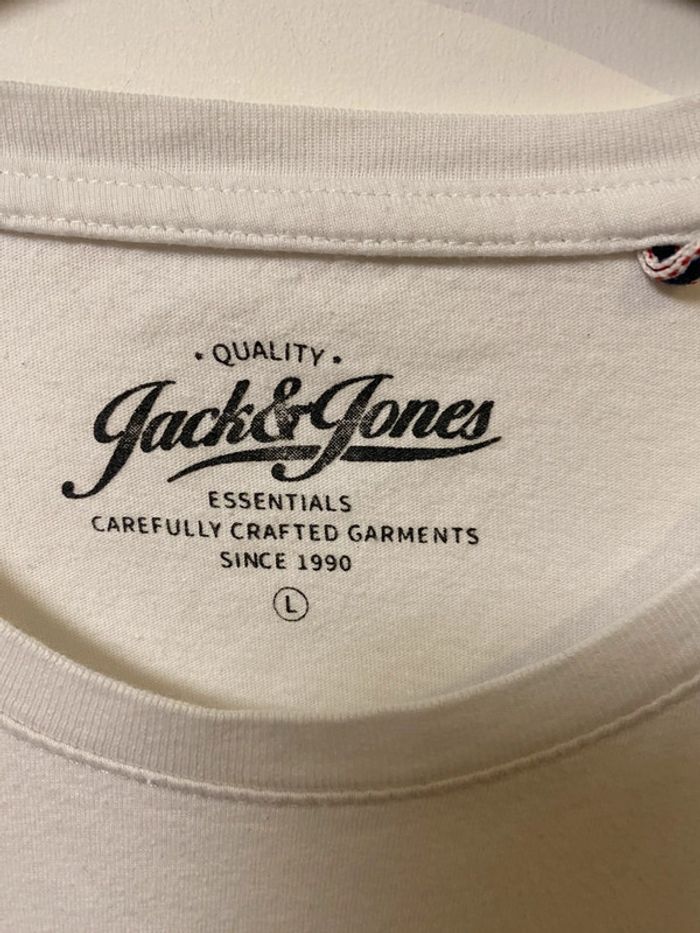 • QUALITY •
Jack&Jones
ESSENTIALS
CAREFULLY CRAFTED GARMENTS
SINCE 1990
L